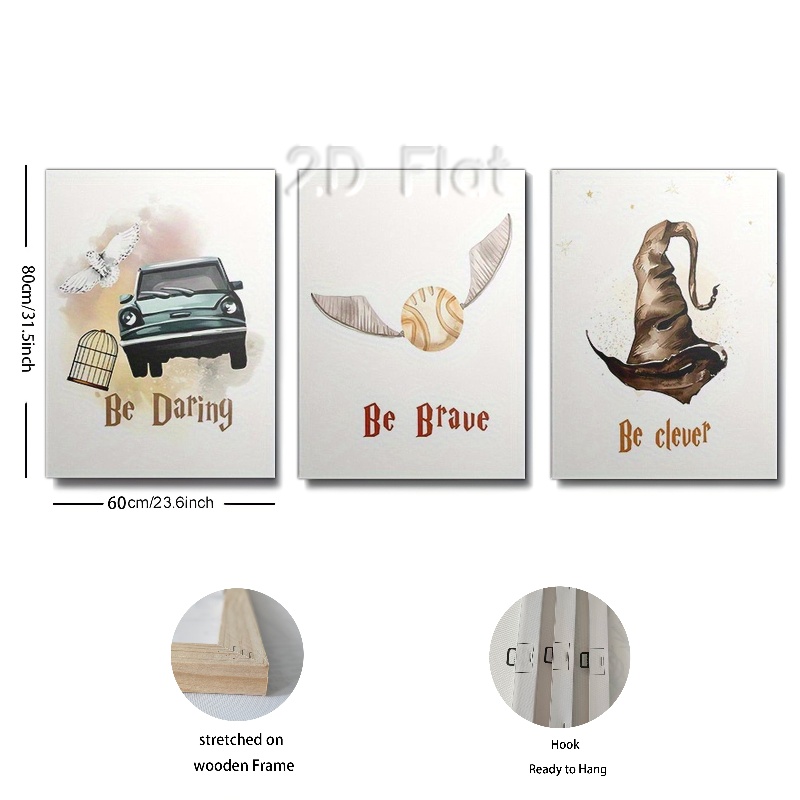 2.D Flat
80cm/31.5inch
Be Daring
Be Brave
Be clever
60cm/23.6inch
stretched on
wooden Frame
Hook
Ready to Hang